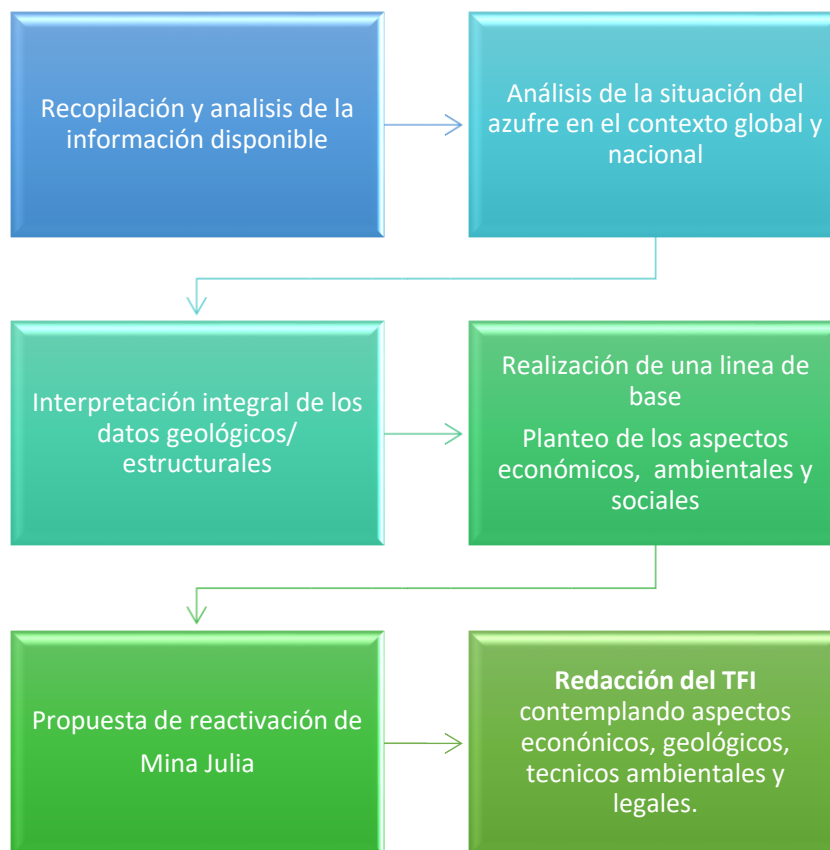 Recopilación y analisis de la
información disponible
Análisis de la situación del
azufre en el contexto global y
nacional
Interpretación integral de los
datos geológicos/
estructurales
Realización de una linea de
base
Planteo de los aspectos
económicos, ambientales y
sociales
Propuesta de reactivación de
Mina Julia
Redacción del TFI
contemplando aspectos
econónicos, geológicos,
tecnicos ambientales y
legales.